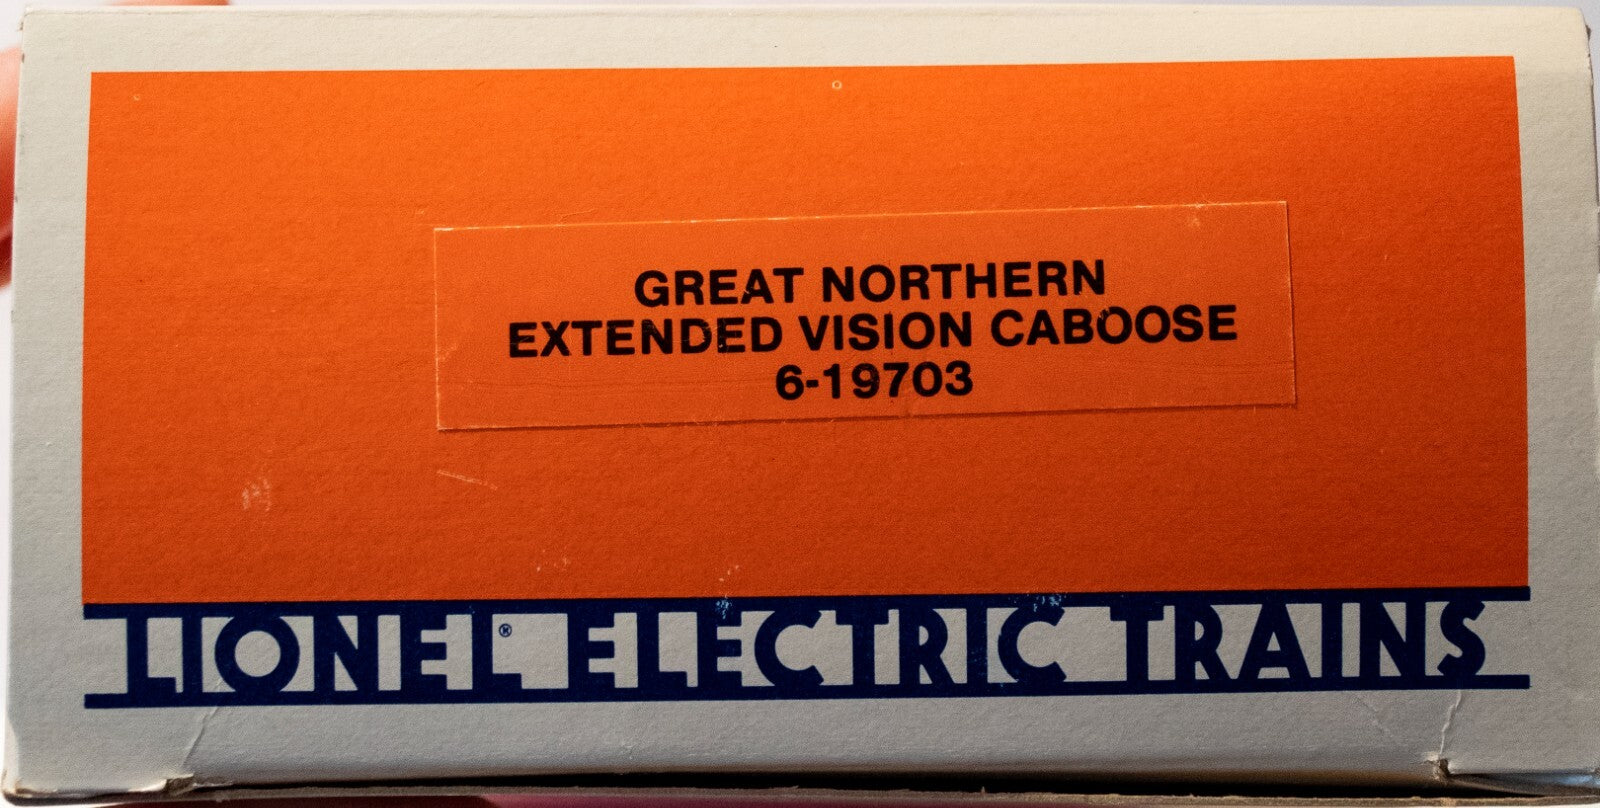 GREAT NORTHERN
EXTENDED VISION CABOOSE
6-19703
LIONEL® ELECTRIC TRAINS